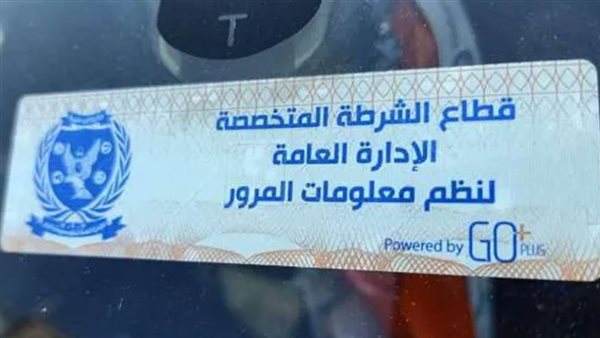 T
قطاع الشرطة المتخصصة
الإدارة العامة
لنظم معلومات المرور
Powered by GO+ PLUS